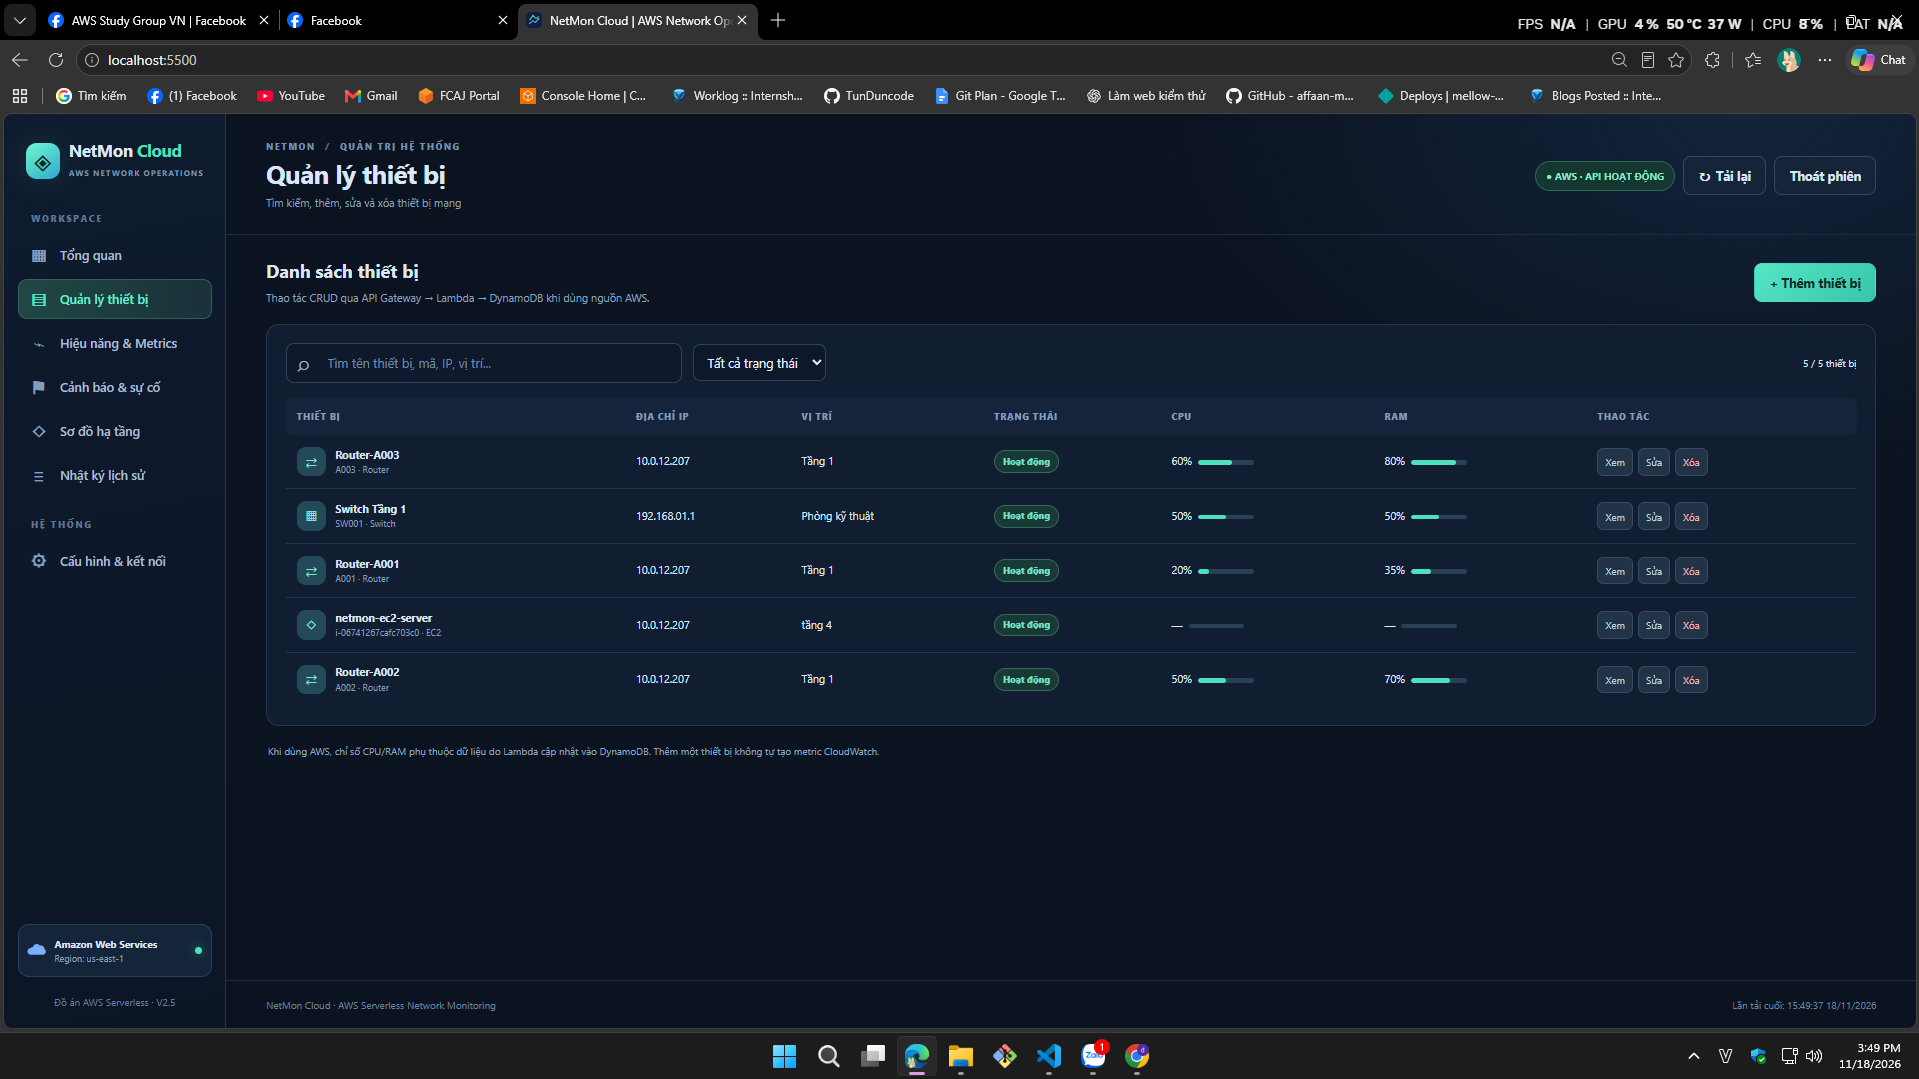 AWS Study Group VN | Facebook
Facebook
NetMon Cloud | AWS Network Op
FPS N/A | GPU 4 % 50 °C 37 W | CPU 8 % | BAT N/A
localhost:5500
Chat
Tìm kiếm
(1) Facebook
YouTube
Gmail
FCAJ Portal
Console Home | C...
Worklog :: Internsh...
TunDuncode
Git Plan - Google T...
Làm web kiểm thử
GitHub - affaan-m...
Deploys | mellow-...
Blogs Posted :: Inte...
NetMon Cloud
AWS NETWORK OPERATIONS
WORKSPACE
Tổng quan
Quản lý thiết bị
Hiệu năng & Metrics
Cảnh báo & sự cố
Sơ đồ hạ tầng
Nhật ký lịch sử
HỆ THỐNG
Cấu hình & kết nối
Amazon Web Services
Region: us-east-1
Đồ án AWS Serverless · V2.5
NETMON / QUẢN TRỊ HỆ THỐNG
Quản lý thiết bị
Tìm kiếm, thêm, sửa và xóa thiết bị mạng
• AWS · API HOẠT ĐỘNG
↻ Tải lại
Thoát phiên
Danh sách thiết bị
Thao tác CRUD qua API Gateway → Lambda → DynamoDB khi dùng nguồn AWS.
+ Thêm thiết bị
Tìm tên thiết bị, mã, IP, vị trí...
Tất cả trạng thái
5 / 5 thiết bị
THIẾT BỊ ĐỊA CHỈ IP VỊ TRÍ TRẠNG THÁI CPU RAM THAO TÁC
Router-A003
A003 · Router
10.0.12.207 Tầng 1 Hoạt động 60% 80% Xem Sửa Xóa
Switch Tầng 1
SW001 · Switch
192.168.01.1 Phòng kỹ thuật Hoạt động 50% 50% Xem Sửa Xóa
Router-A001
A001 · Router
10.0.12.207 Tầng 1 Hoạt động 20% 35% Xem Sửa Xóa
netmon-ec2-server
i-06741267cafc703c0 · EC2
10.0.12.207 tầng 4 Hoạt động — — Xem Sửa Xóa
Router-A002
A002 · Router
10.0.12.207 Tầng 1 Hoạt động 50% 70% Xem Sửa Xóa
Khi dùng AWS, chỉ số CPU/RAM phụ thuộc dữ liệu do Lambda cập nhật vào DynamoDB. Thêm một thiết bị không tự tạo metric CloudWatch.
NetMon Cloud · AWS Serverless Network Monitoring
Lần tải cuối: 15:49:37 18/11/2026
Zalo
1
3:49 PM
11/18/2026